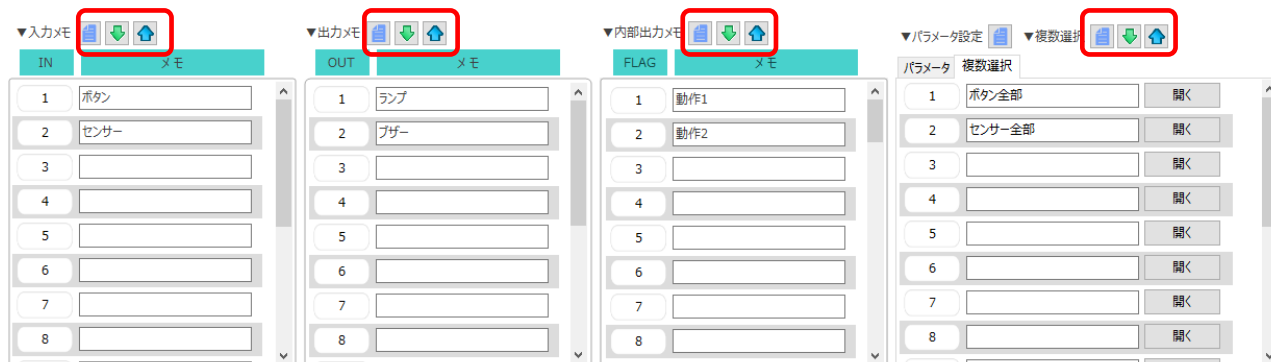 ▼入力メモ
IN メモ
1 ボタン
2 センサー
3
4
5
6
7
8
▼出力メモ
OUT メモ
1 ランプ
2 ブザー
3
4
5
6
7
8
▼内部出力メモ
FLAG メモ
1 動作1
2 動作2
3
4
5
6
7
8
▼パラメータ設定 ▼複数選択
パラメータ 複数選択
1 ボタン全部 開く
2 センサー全部 開く
3 開く
4 開く
5 開く
6 開く
7 開く
8 開く